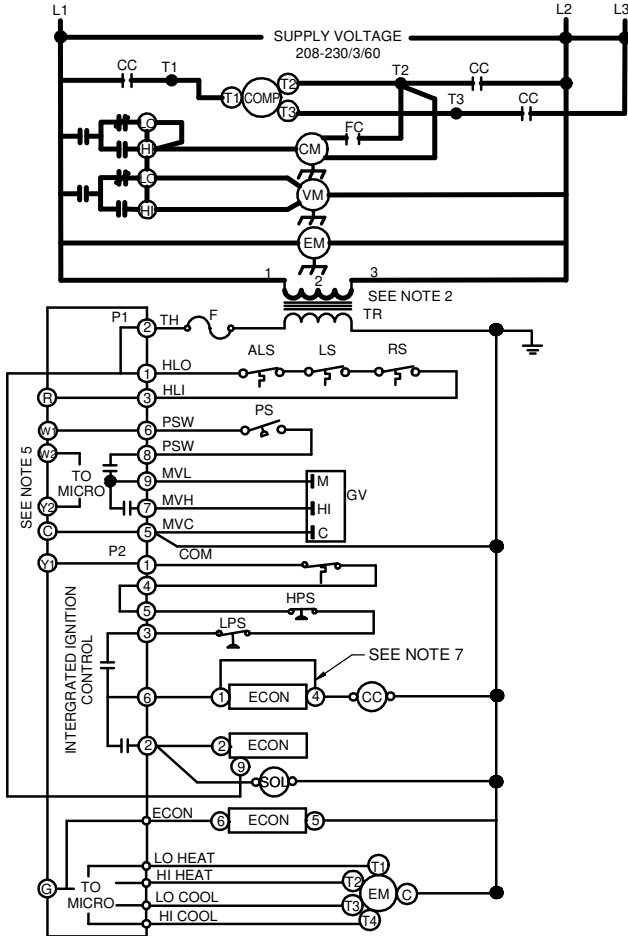 L1 L2 L3
SUPPLY VOLTAGE
208-230/3/60
CC T1 T2 CC
T1 COMP T2
T3 T3 CC
LO
FC
HI CM
LO
VM
HI
EM
1 2 3
SEE NOTE 2
TR
P1 2 TH F
ALS LS RS
1 HLO
R 3 HLI
PS
W1 6 PSW
W2 8 PSW
TO
MICRO
SEE NOTE 5
9 MVL M
GV
Y2 7 MVH HI
C 5 MVC C
P2 COM
Y1 1
4
HPS
5
LPS
3
SEE NOTE 7
INTERGRATED IGNITION
CONTROL
6 1 ECON 4 CC
2 2 ECON
9
SOL
ECON 6 ECON 5
LO HEAT T1
G TO
MICRO
HI HEAT T2
EM C
LO COOL T3
HI COOL T4